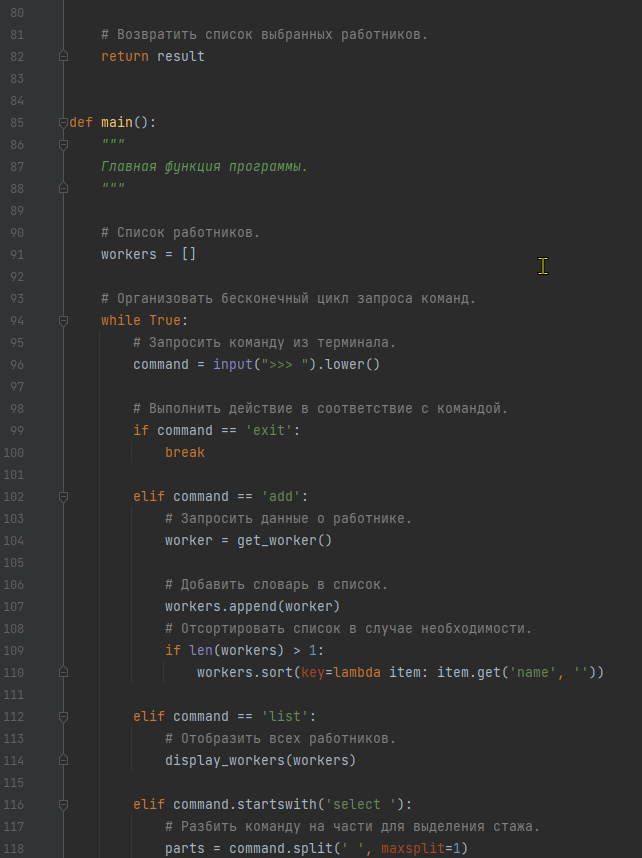 80
81 # Возвратить список выбранных работников.
82 return result
83
84
85 def main():
86 """
87 Главная функция программы.
88 """
89
90 # Список работников.
91 workers = []
92
93 # Организовать бесконечный цикл запроса команд.
94 while True:
95 # Запросить команду из терминала.
96 command = input(">>> ").lower()
97
98 # Выполнить действие в соответствие с командой.
99 if command == 'exit':
100 break
101
102 elif command == 'add':
103 # Запросить данные о работнике.
104 worker = get_worker()
105
106 # Добавить словарь в список.
107 workers.append(worker)
108 # Отсортировать список в случае необходимости.
109 if len(workers) > 1:
110 workers.sort(key=lambda item: item.get('name', ''))
111
112 elif command == 'list':
113 # Отобразить всех работников.
114 display_workers(workers)
115
116 elif command.startswith('select '):
117 # Разбить команду на части для выделения стажа.
118 parts = command.split(' ', maxsplit=1)